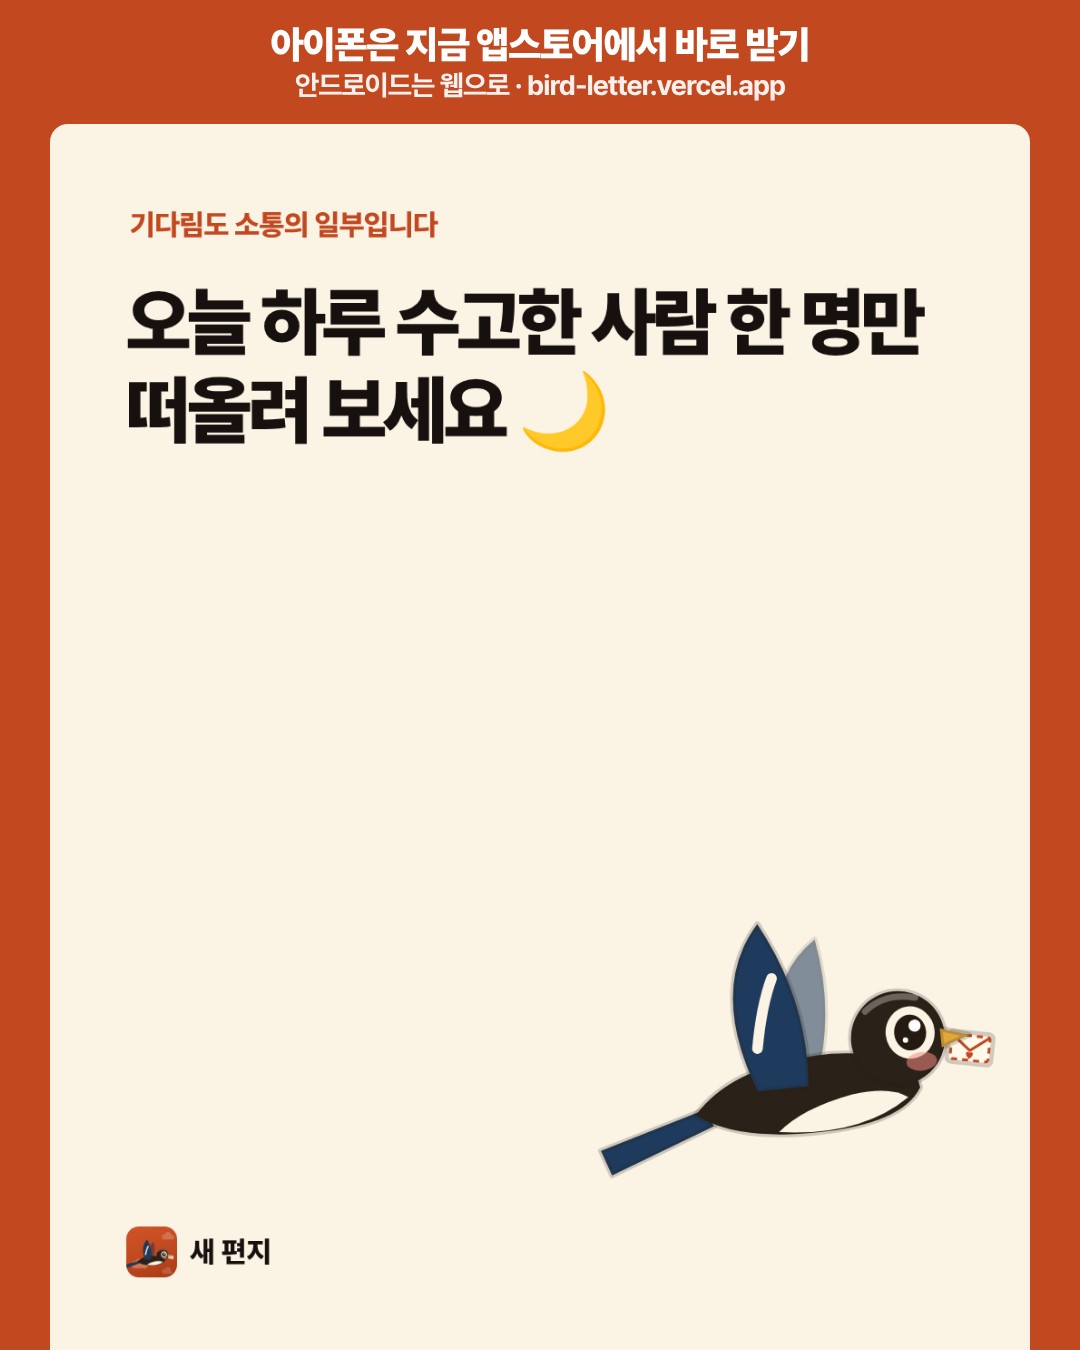 아이폰은 지금 앱스토어에서 바로 받기
안드로이드는 웹으로 · bird-letter.vercel.app
기다림도 소통의 일부입니다
오늘 하루 수고한 사람 한 명만
떠올려 보세요 🌙
새 편지